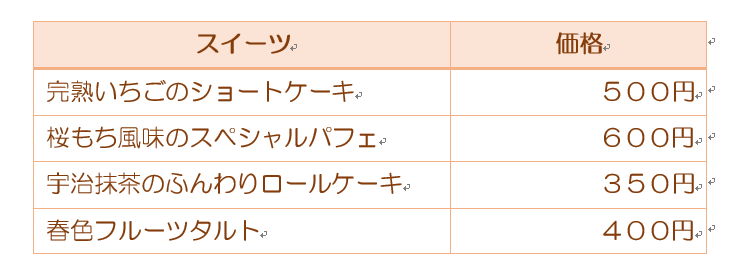 スイーツ 価格
完熟いちごのショートケーキ ５００円
桜もち風味のスペシャルパフェ ６００円
宇治抹茶のふんわりロールケーキ ３５０円
春色フルーツタルト ４００円